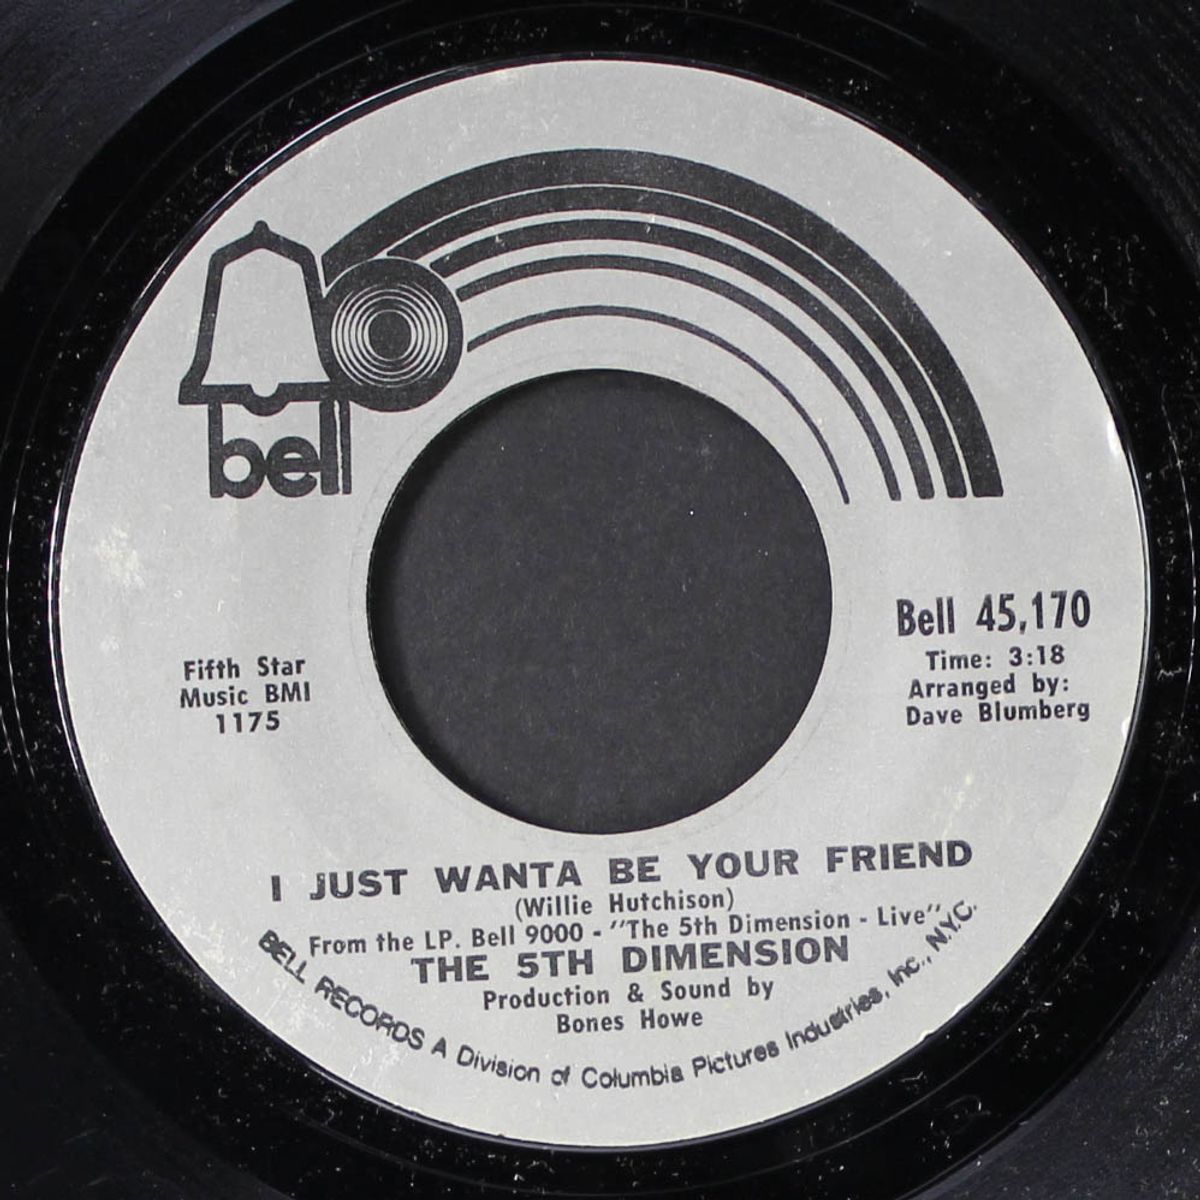 bell
Bell 45,170
Time: 3:18
Arranged by:
Dave Blumberg
Fifth Star
Music BMI
1175
I JUST WANTA BE YOUR FRIEND
(Willie Hutchison)
From the LP. Bell 9000 - "The 5th Dimension - Live"
THE 5TH DIMENSION
Production & Sound by
Bones Howe
BELL RECORDS A Division of Columbia Pictures Industries, Inc., N.Y.C.